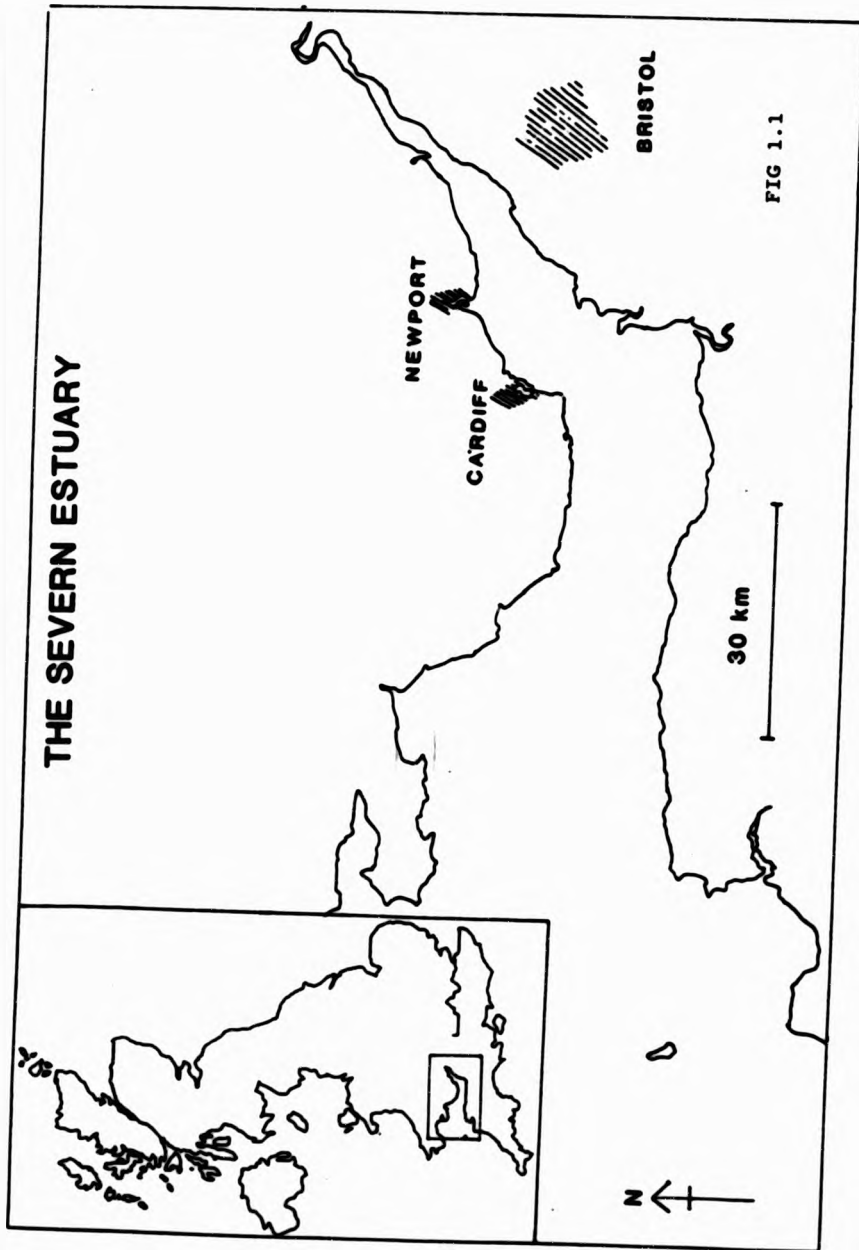 THE SEVERN ESTUARY
NEWPORT
CARDIFF
BRISTOL
30 km
N
FIG 1.1